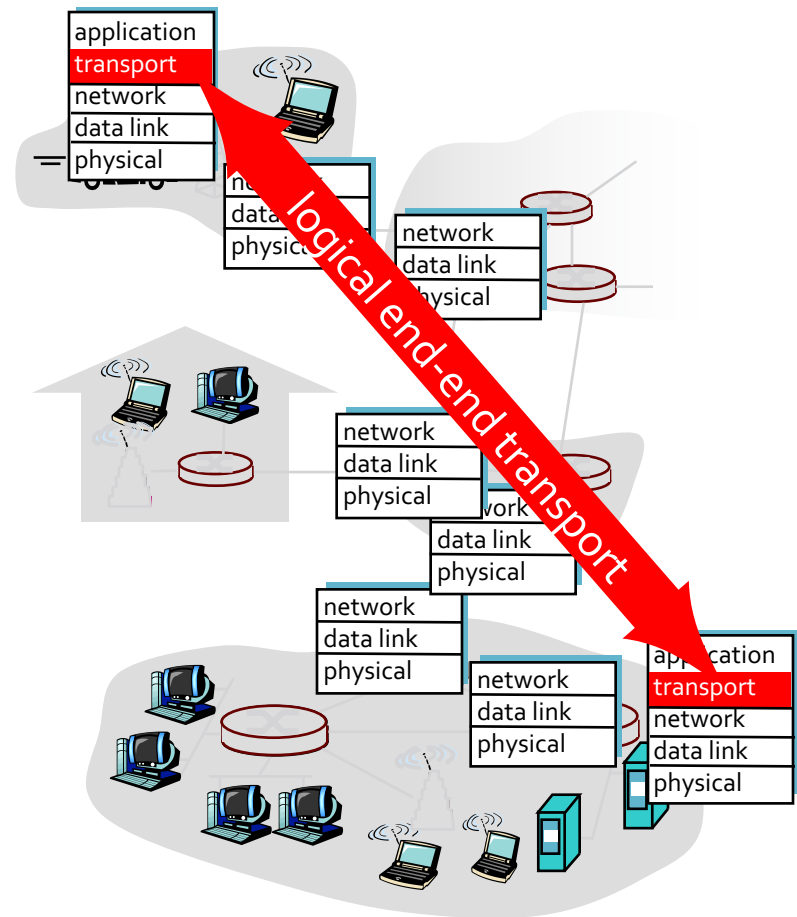 application
transport
network
data link
physical
data
physical
network
data link
physical
logical end-end transport
network
data link
physical
network
data link
physical
network
data link
physical
network
data link
physical
application
transport
network
data link
physical